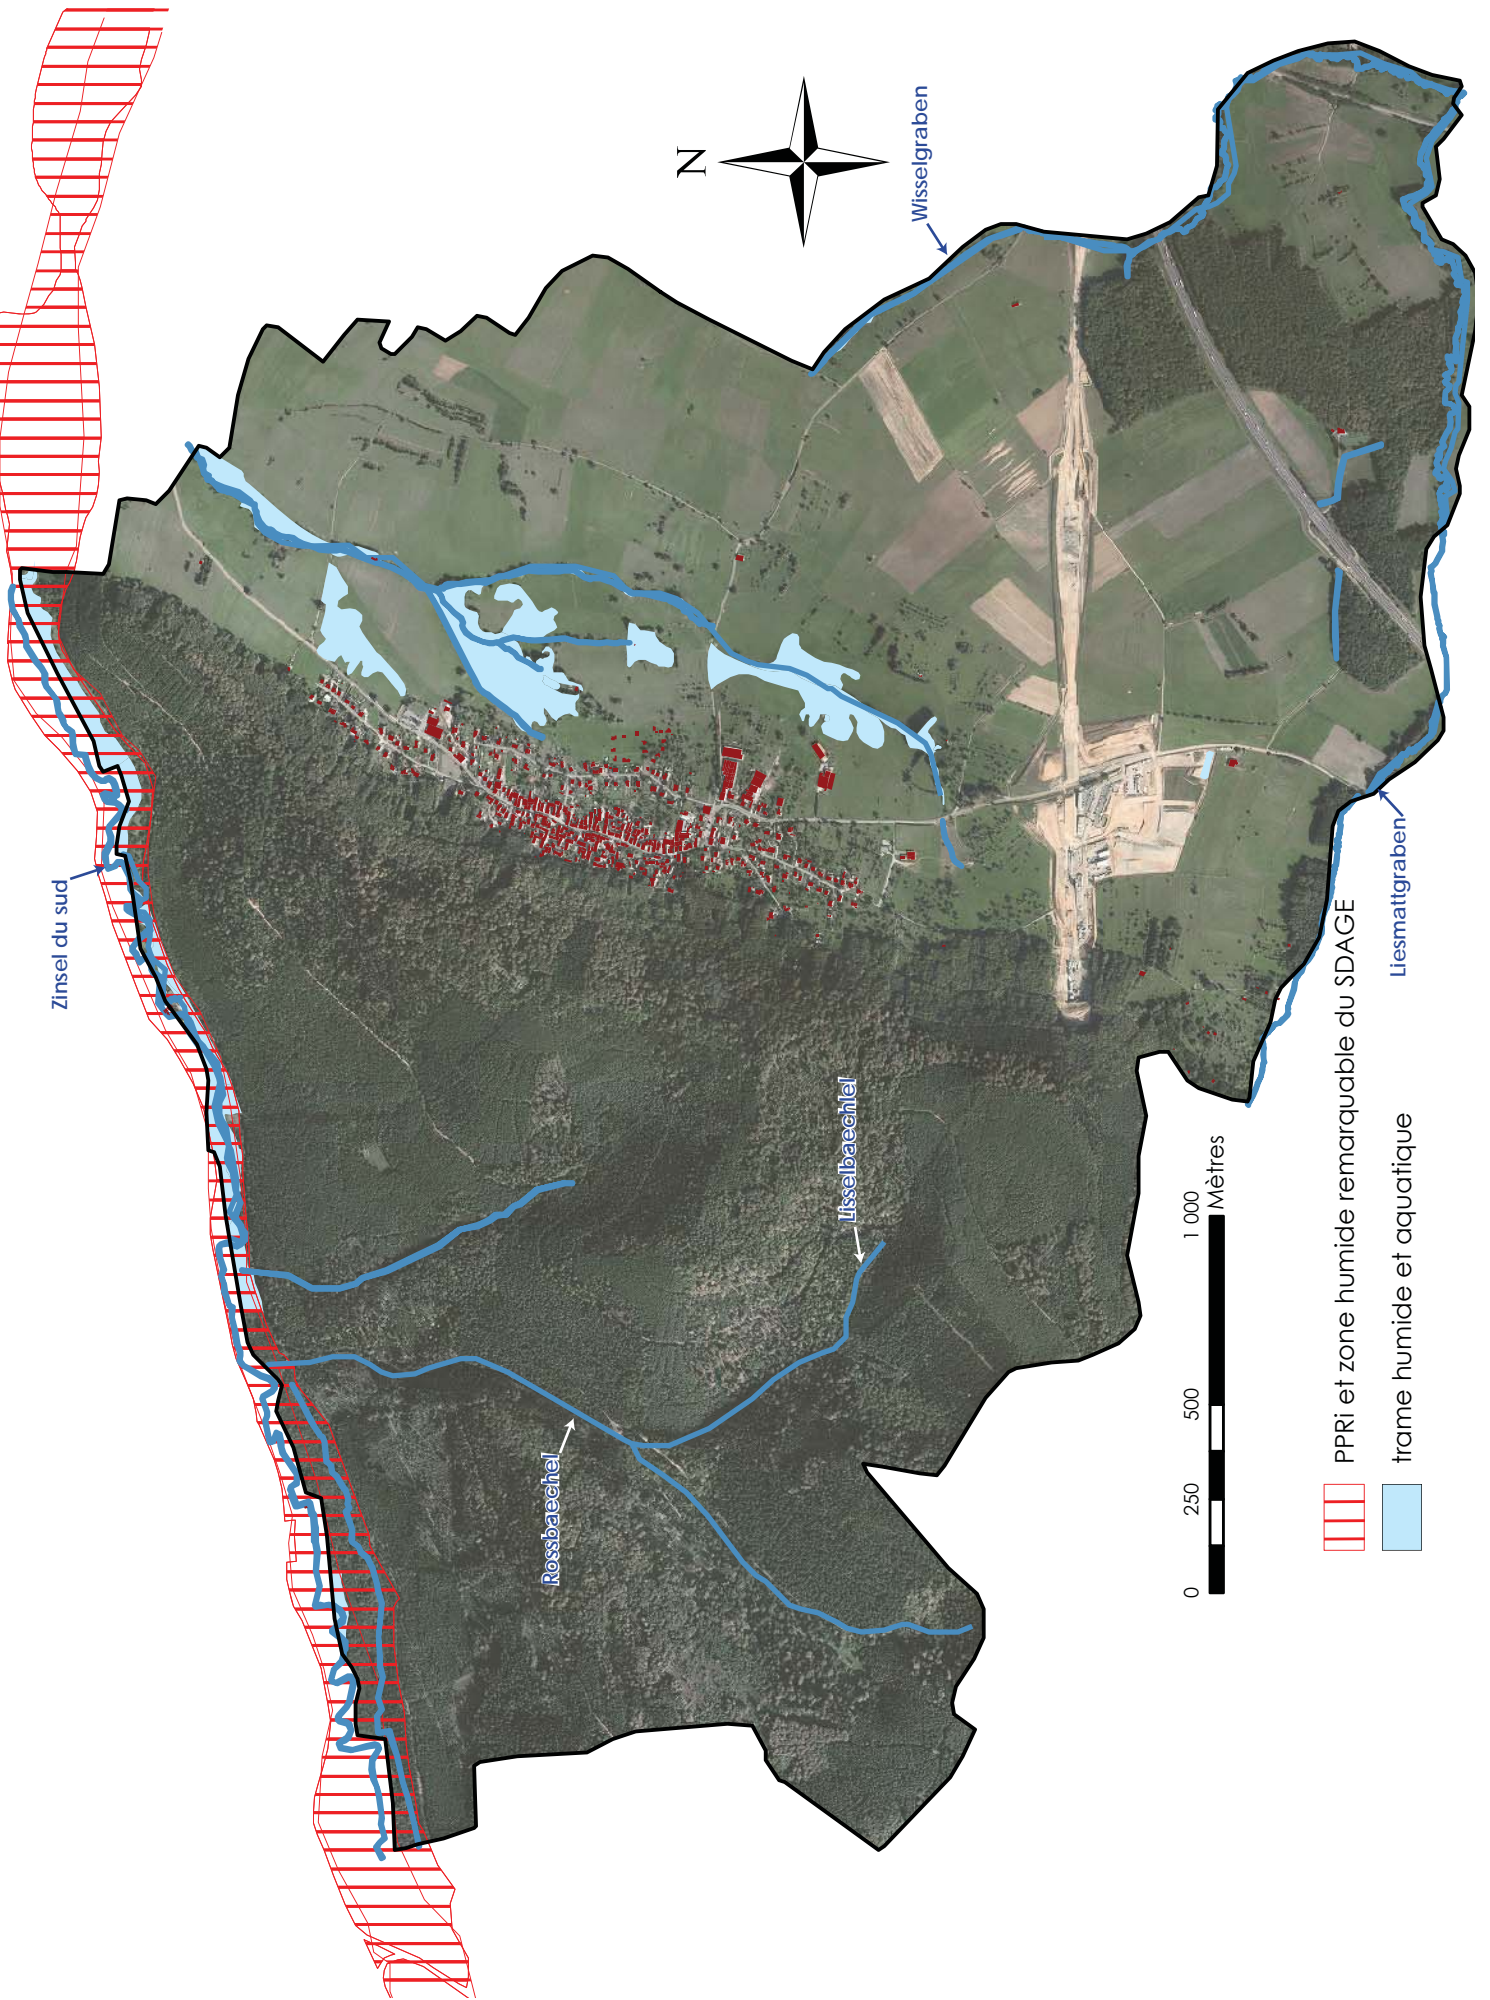 Zinsel du sud
N
Wisselgraben
Rossbaechel
Lisselbaechlel
Liesmattgraben
0 250 500 1 000
Mètres
PPRi et zone humide remarquable du SDAGE
trame humide et aquatique